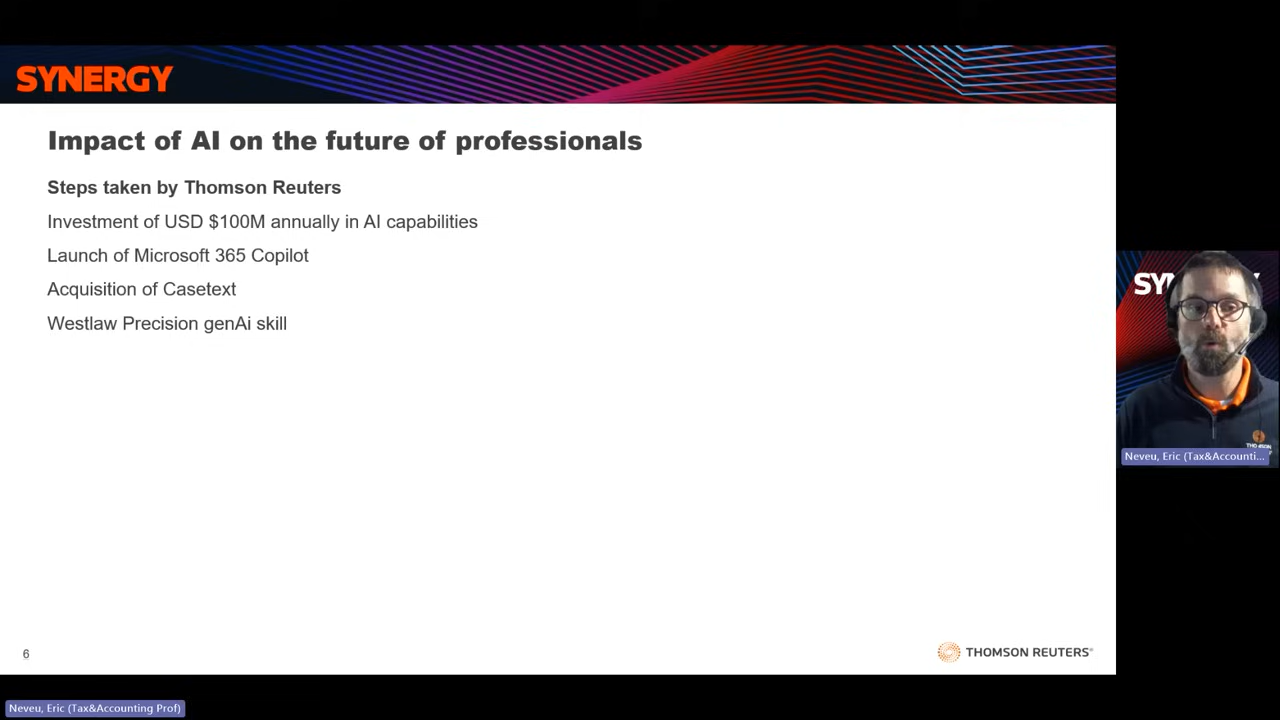 SYNERGY
Impact of AI on the future of professionals
Steps taken by Thomson Reuters
Investment of USD $100M annually in AI capabilities
Launch of Microsoft 365 Copilot
Acquisition of Casetext
Westlaw Precision genAi skill
6
THOMSON REUTERS®
SY
Neveu, Eric (Tax&Accounti...
Neveu, Eric (Tax&Accounting Prof)